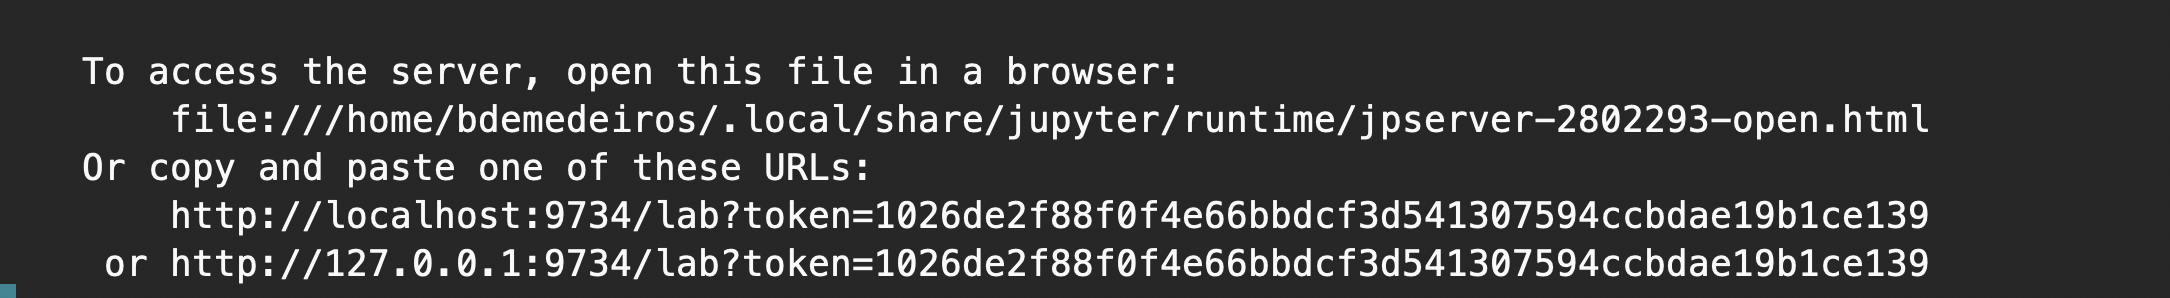 To access the server, open this file in a browser:
file:///home/bdemedeiros/.local/share/jupyter/runtime/jpserver-2802293-open.html
Or copy and paste one of these URLs:
http://localhost:9734/lab?token=1026de2f88f0f4e66bbdcf3d541307594ccbdae19b1ce139
or http://127.0.0.1:9734/lab?token=1026de2f88f0f4e66bbdcf3d541307594ccbdae19b1ce139